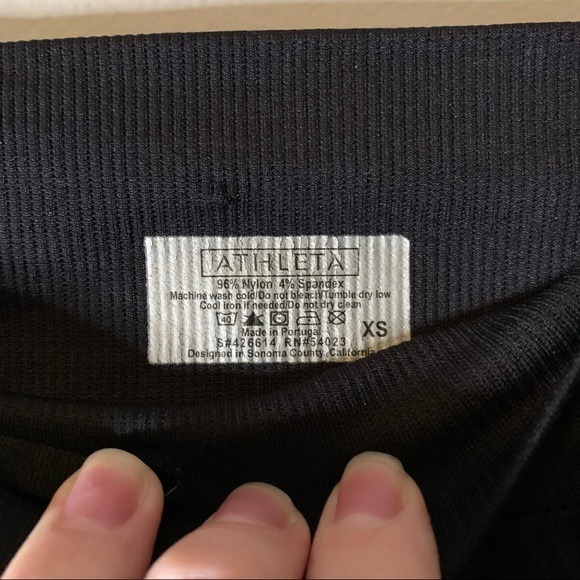 ATHLETA
96% Nylon 4% Spandex
Machine wash cold/Do not bleach/Tumble dry low
Cool iron if needed/Do not dry clean
40
Made in Portugal
XS
S#426614 RN#54023
Designed in Sonoma County, California